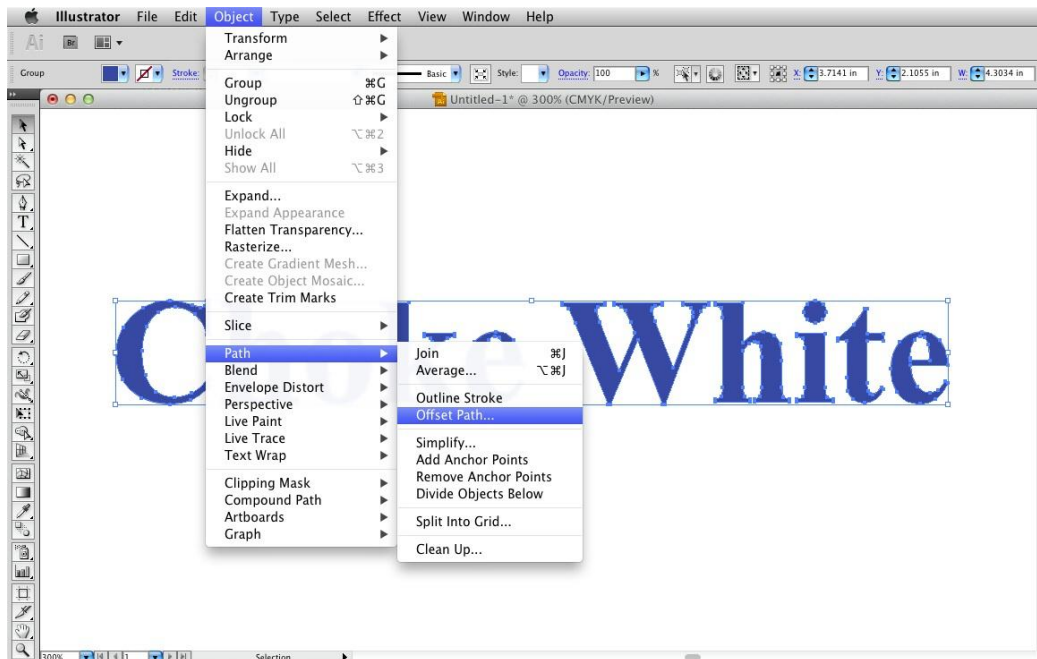 Illustrator File Edit Object Type Select Effect View Window Help
Ai Br
Group Stroke: Basic Style: Opacity: 100 % X: 3.7141 in Y: 2.1055 in W: 4.3034 in
Untitled-1* @ 300% (CMYK/Preview)
Transform
Arrange
Group ⌘G
Ungroup ⇧⌘G
Lock
Unlock All ⌥⌘2
Hide
Show All ⌥⌘3
Expand...
Expand Appearance
Flatten Transparency...
Rasterize...
Create Gradient Mesh...
Create Object Mosaic...
Create Trim Marks
Slice
Path
Blend
Envelope Distort
Perspective
Live Paint
Live Trace
Text Wrap
Clipping Mask
Compound Path
Artboards
Graph
Join ⌘J
Average... ⌥⌘J
Outline Stroke
Offset Path...
Simplify...
Add Anchor Points
Remove Anchor Points
Divide Objects Below
Split Into Grid...
Clean Up...
Choke White
T
300% 1 Selection